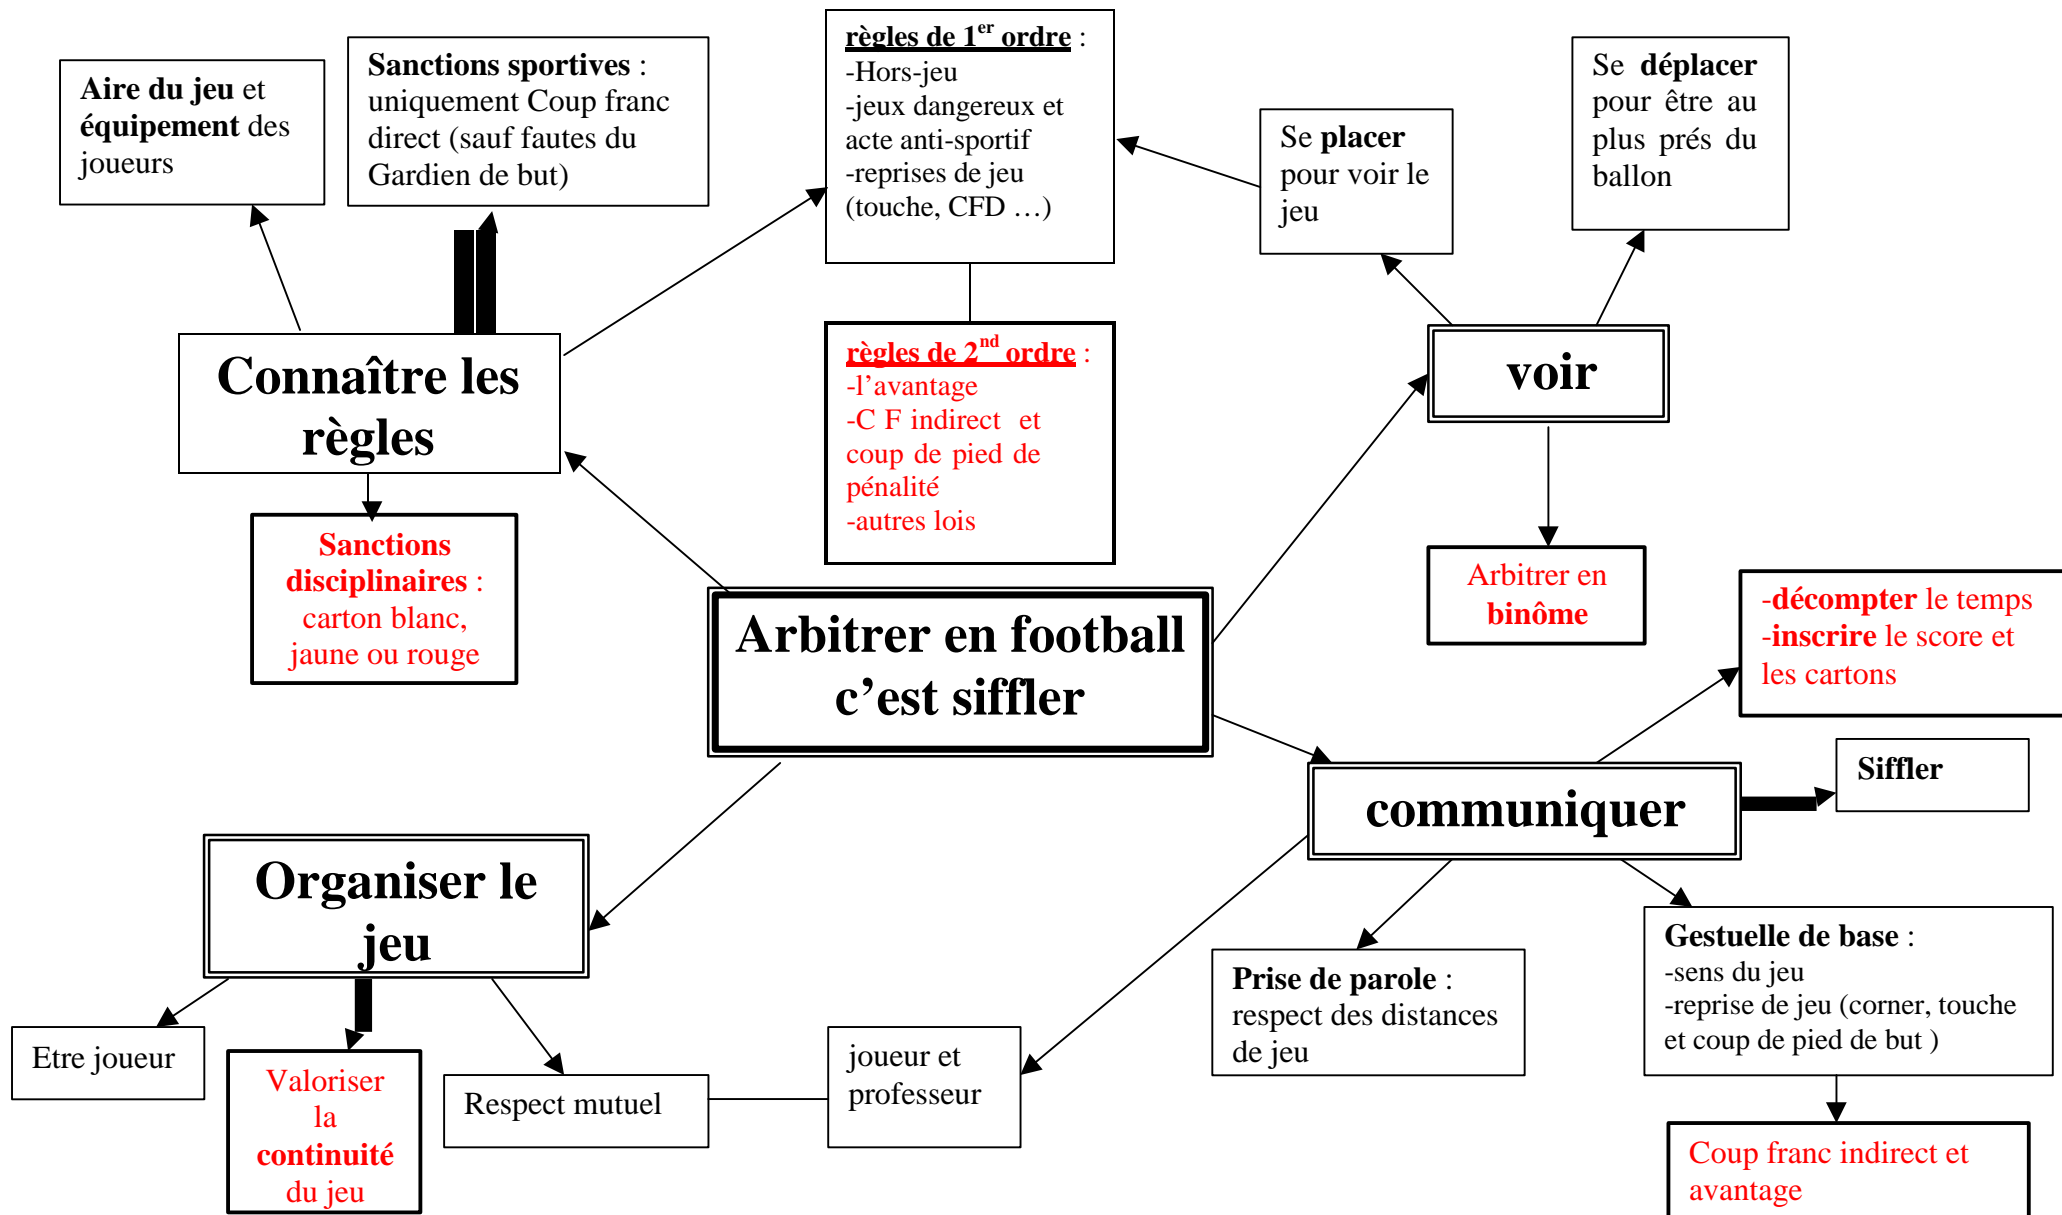 Aire du jeu et
équipement des
joueurs
Sanctions sportives :
uniquement Coup franc
direct (sauf fautes du
Gardien de but)
règles de 1er ordre :
-Hors-jeu
-jeux dangereux et
acte anti-sportif
-reprises de jeu
(touche, CFD …)
Se placer
pour voir le
jeu
Se déplacer
pour être au
plus prés du
ballon
Connaître les
règles
règles de 2nd ordre :
-l’avantage
-C F indirect et
coup de pied de
pénalité
-autres lois
voir
Sanctions
disciplinaires :
carton blanc,
jaune ou rouge
Arbitrer en football
c’est siffler
Arbitrer en
binôme
-décompter le temps
-inscrire le score et
les cartons
Siffler
communiquer
Organiser le
jeu
Etre joueur
Valoriser
la
continuité
du jeu
Respect mutuel
joueur et
professeur
Prise de parole :
respect des distances
de jeu
Gestuelle de base :
-sens du jeu
-reprise de jeu (corner, touche
et coup de pied de but )
Coup franc indirect et
avantage